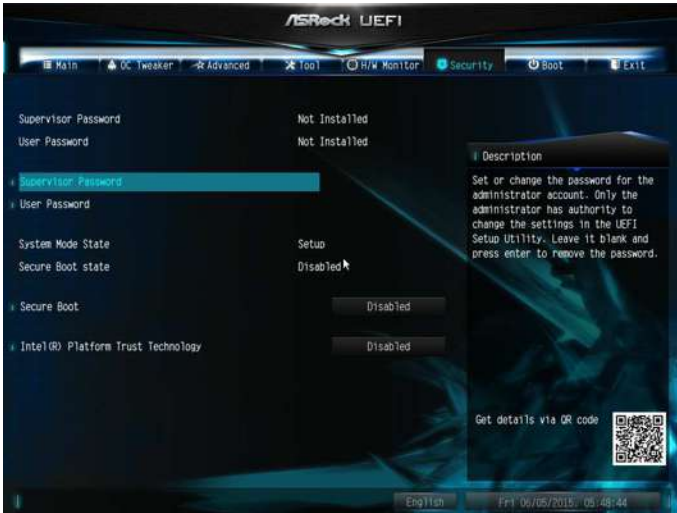 ASRock UEFI
Main OC Tweaker Advanced Tool H/W Monitor Security Boot Exit
Supervisor Password Not Installed
User Password Not Installed
Supervisor Password
User Password
System Mode State Setup
Secure Boot state Disabled
Secure Boot Disabled
Intel(R) Platform Trust Technology Disabled
Description
Set or change the password for the
administrator account. Only the
administrator has authority to
change the settings in the UEFI
Setup Utility. Leave it blank and
press enter to remove the password.
Get details via QR code
English Fri 06/05/2015, 05:48:44